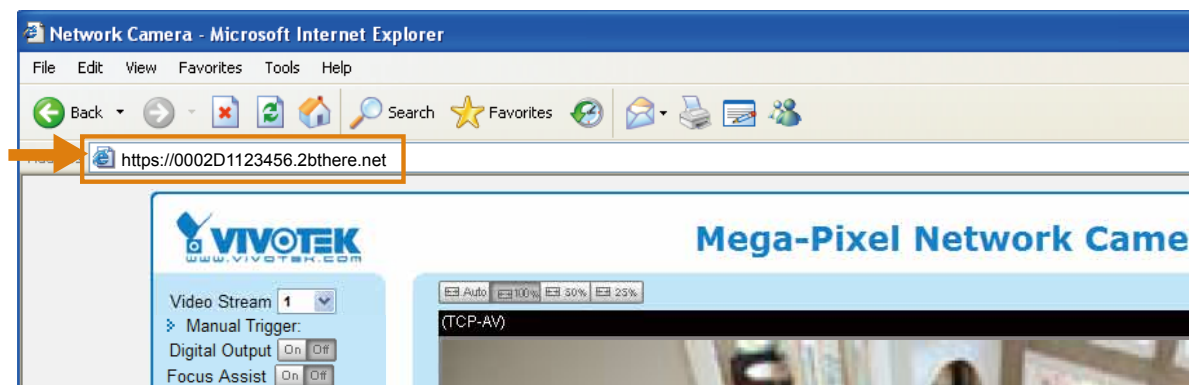 Network Camera - Microsoft Internet Explorer
File Edit View Favorites Tools Help
Back Search Favorites
https://0002D1123456.2bthere.net
VIVOTEK
www.vivotek.com
Mega-Pixel Network Came
Auto 100% 50% 25%
Video Stream 1
(TCP-AV)
Manual Trigger:
Digital Output On Off
Focus Assist On Off